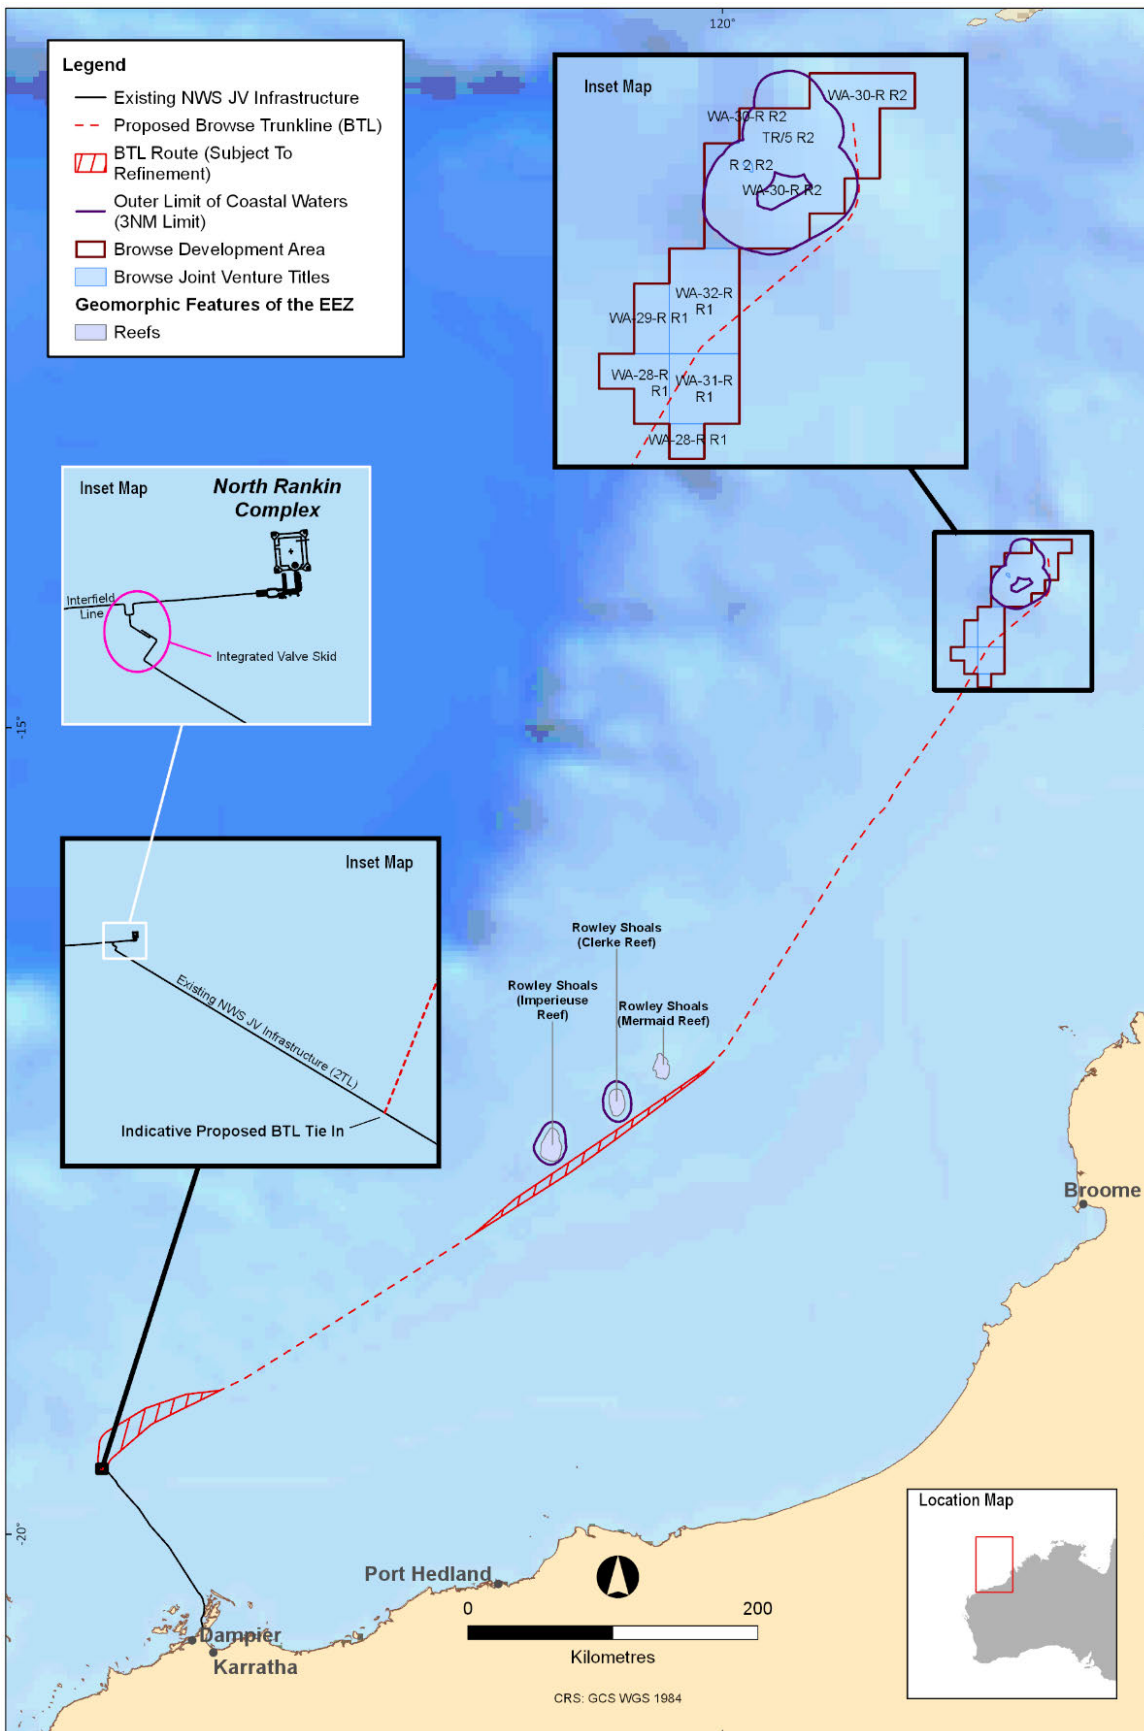 120°
Legend
Existing NWS JV Infrastructure
Proposed Browse Trunkline (BTL)
BTL Route (Subject To
Refinement)
Outer Limit of Coastal Waters
(3NM Limit)
Browse Development Area
Browse Joint Venture Titles
Geomorphic Features of the EEZ
Reefs
Inset Map
WA-30-R R2
WA-30-R R2
TR/5 R2
R 2 R2
WA-30-R R2
WA-32-R
R1
WA-29-R R1
WA-28-R
R1
WA-31-R
R1
WA-28-R R1
Inset Map
North Rankin
Complex
Interfield
Line
Integrated Valve Skid
-15°
Inset Map
Existing NWS JV Infrastructure (2TL)
Indicative Proposed BTL Tie In
Rowley Shoals
(Clerke Reef)
Rowley Shoals
(Imperieuse
Reef)
Rowley Shoals
(Mermaid Reef)
Broome
-20°
Port Hedland
Dampier
Karratha
0 200
Kilometres
CRS: GCS WGS 1984
Location Map